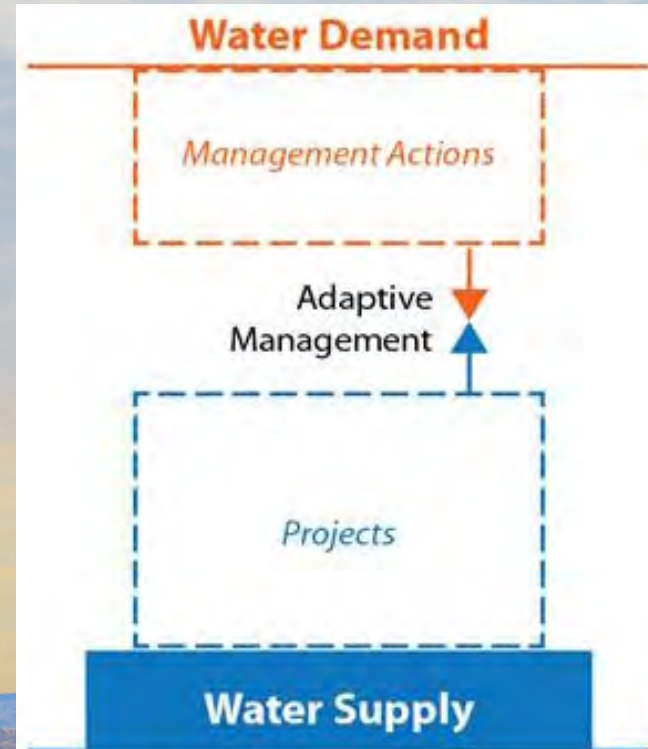 Water Demand
Management Actions
Adaptive
Management
Projects
Water Supply